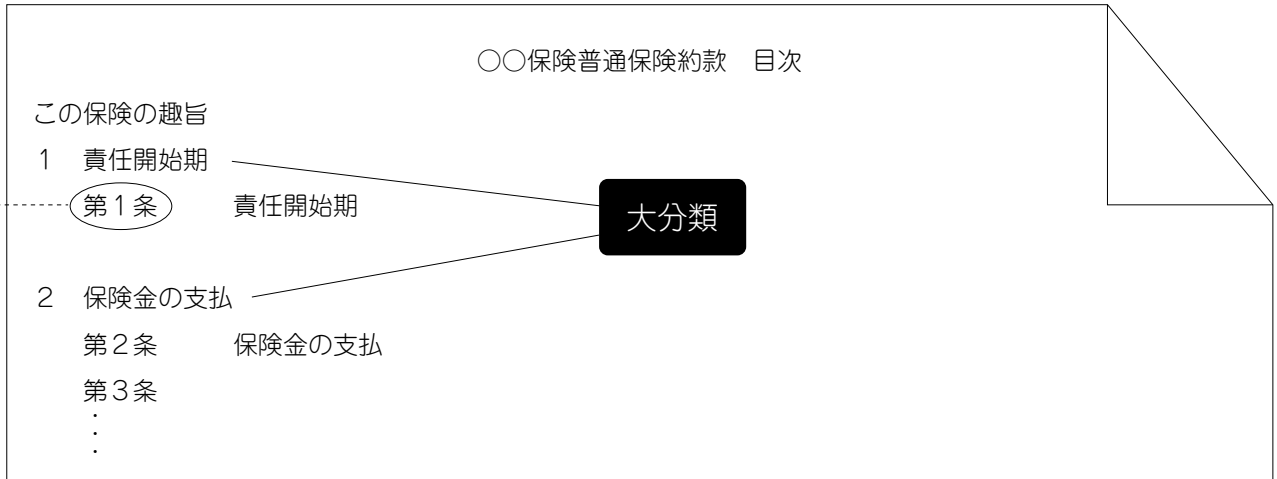 ○○保険普通保険約款　目次
この保険の趣旨
１　責任開始期
第１条　　　責任開始期
大分類
２　保険金の支払
第２条　　　保険金の支払
第３条
・
・
・